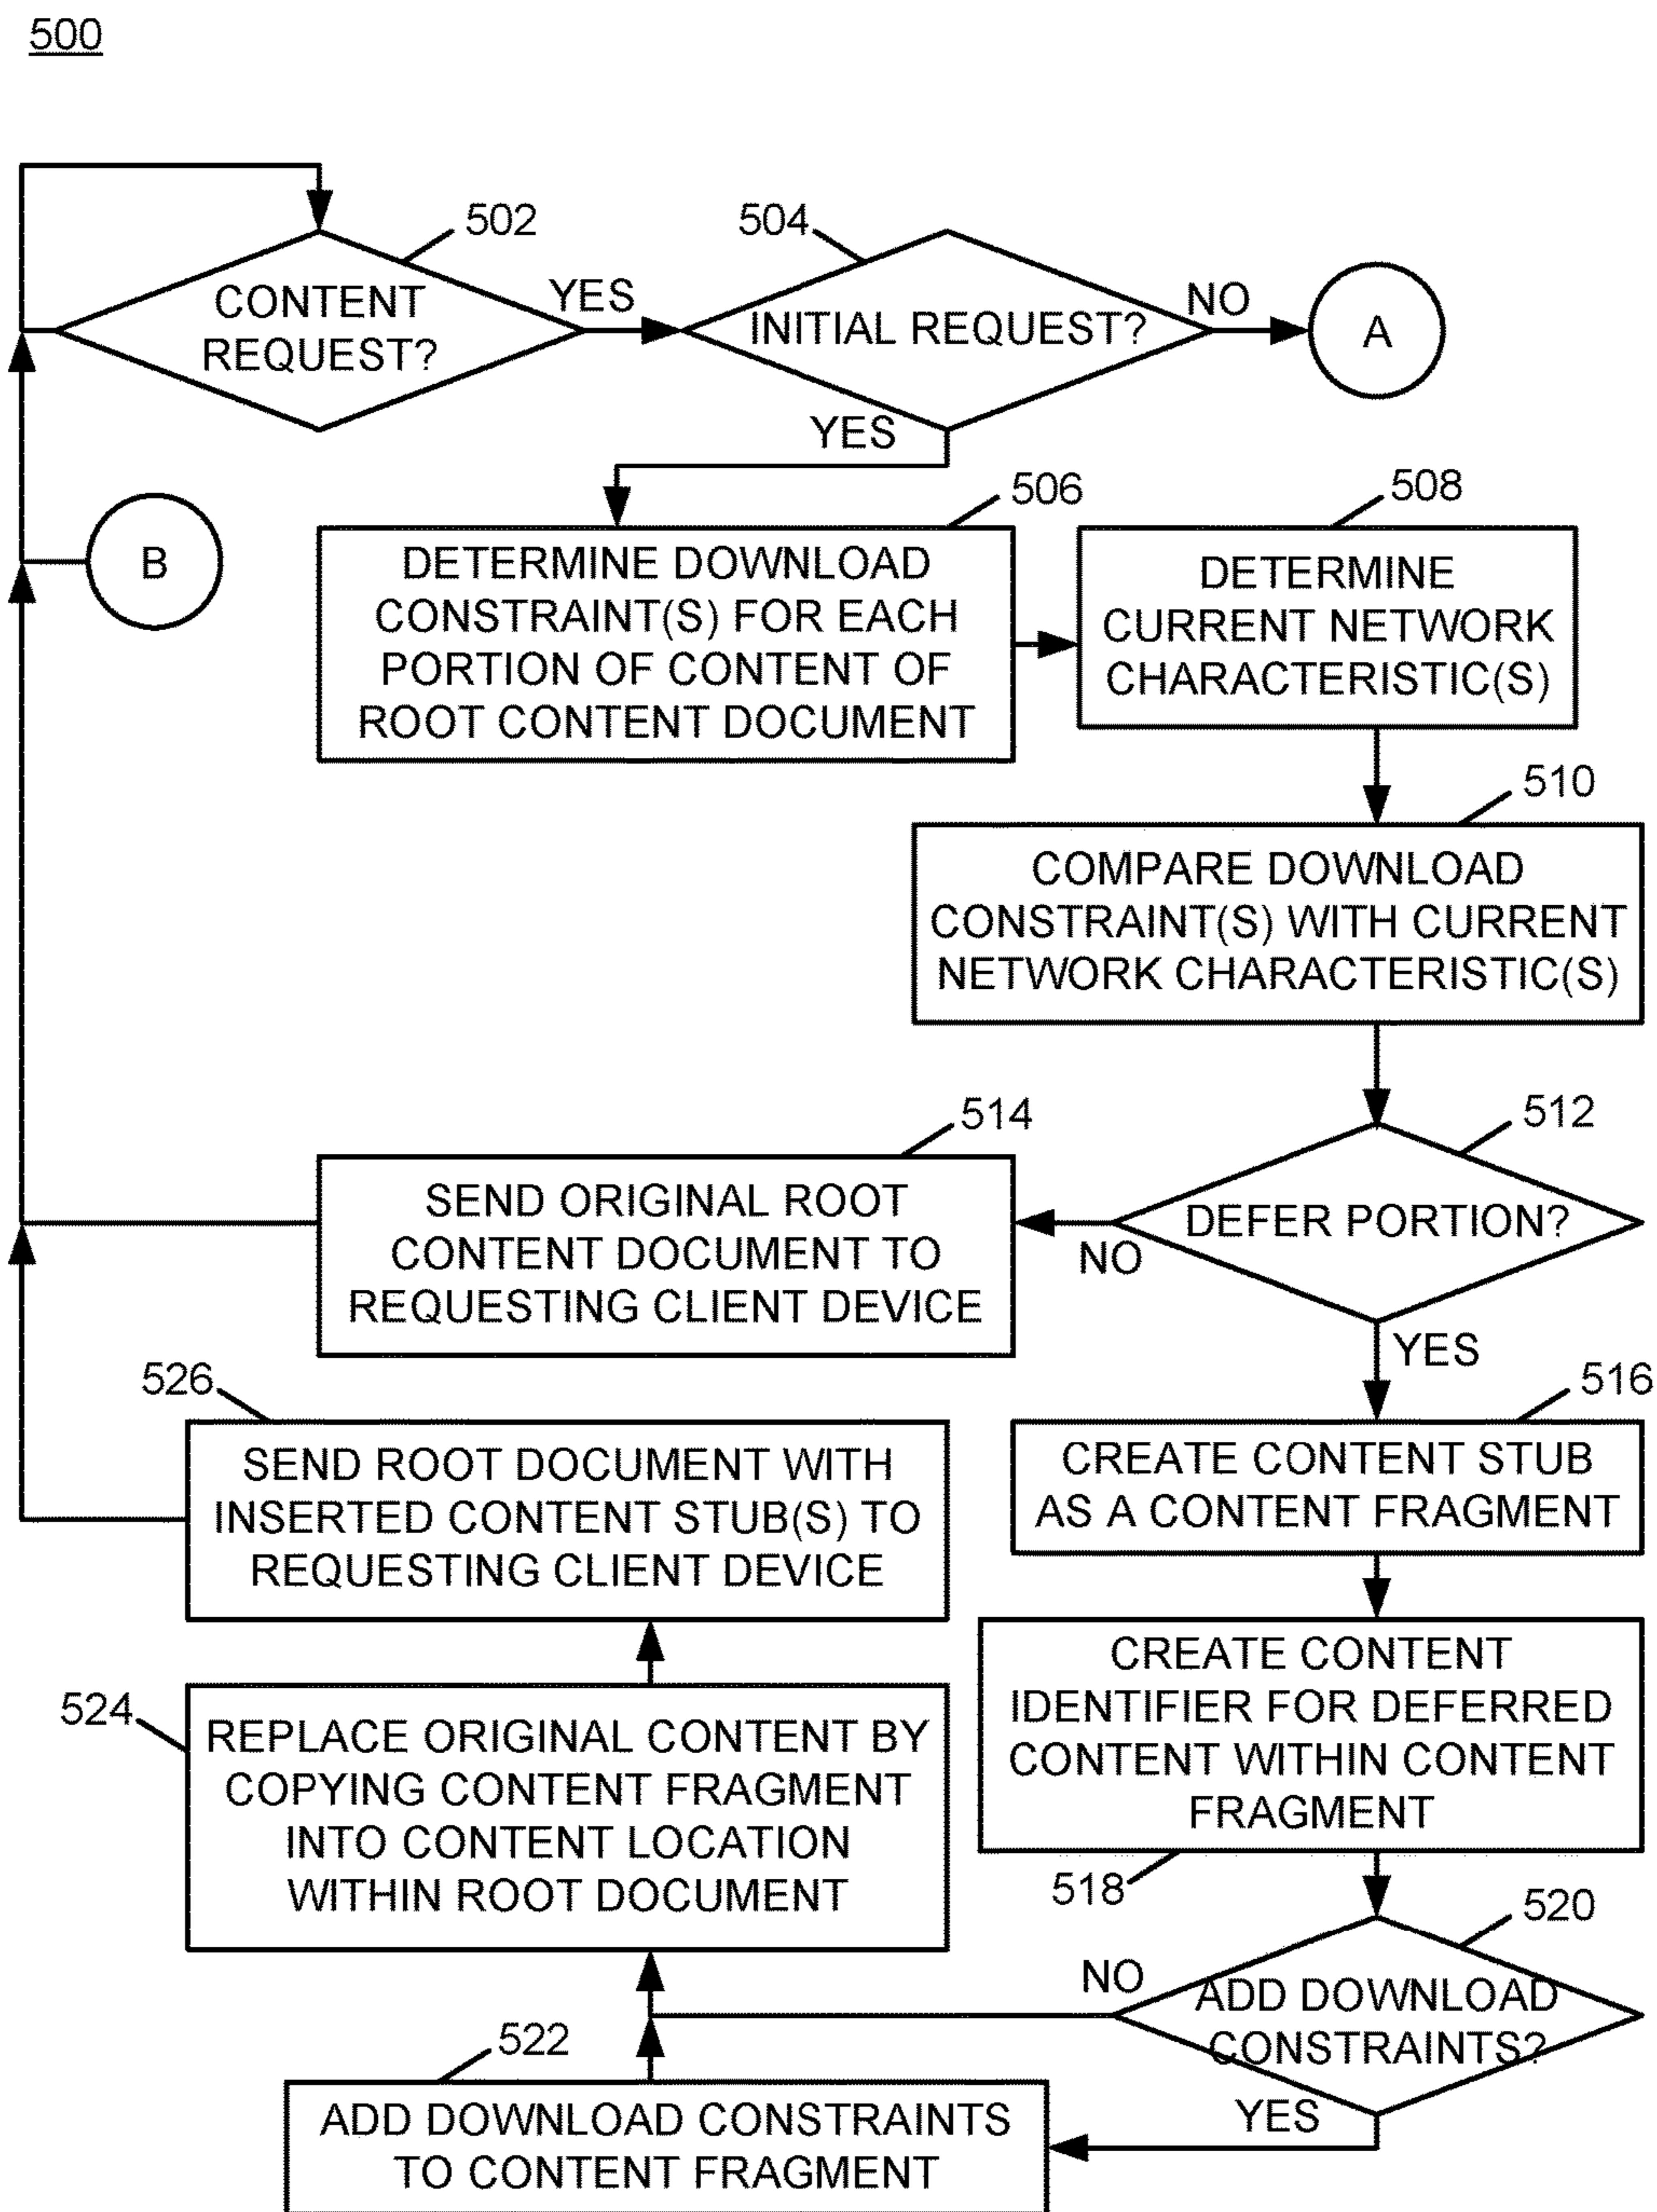 500
502
504
CONTENT
REQUEST?
YES
INITIAL REQUEST?
NO
A
YES
B
506
508
DETERMINE DOWNLOAD
CONSTRAINT(S) FOR EACH
PORTION OF CONTENT OF
ROOT CONTENT DOCUMENT
DETERMINE
CURRENT NETWORK
CHARACTERISTIC(S)
510
COMPARE DOWNLOAD
CONSTRAINT(S) WITH CURRENT
NETWORK CHARACTERISTIC(S)
512
DEFER PORTION?
NO
514
SEND ORIGINAL ROOT
CONTENT DOCUMENT TO
REQUESTING CLIENT DEVICE
YES
516
CREATE CONTENT STUB
AS A CONTENT FRAGMENT
CREATE CONTENT
IDENTIFIER FOR DEFERRED
CONTENT WITHIN CONTENT
FRAGMENT
518
520
ADD DOWNLOAD
CONSTRAINTS?
NO
YES
522
ADD DOWNLOAD CONSTRAINTS
TO CONTENT FRAGMENT
524
REPLACE ORIGINAL CONTENT BY
COPYING CONTENT FRAGMENT
INTO CONTENT LOCATION
WITHIN ROOT DOCUMENT
526
SEND ROOT DOCUMENT WITH
INSERTED CONTENT STUB(S) TO
REQUESTING CLIENT DEVICE